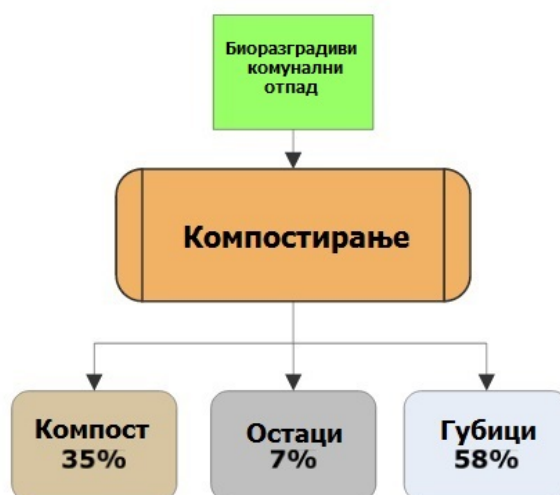 Биоразградиви
комунални
отпад
Компостирање
Компост
35%
Остаци
7%
Губици
58%